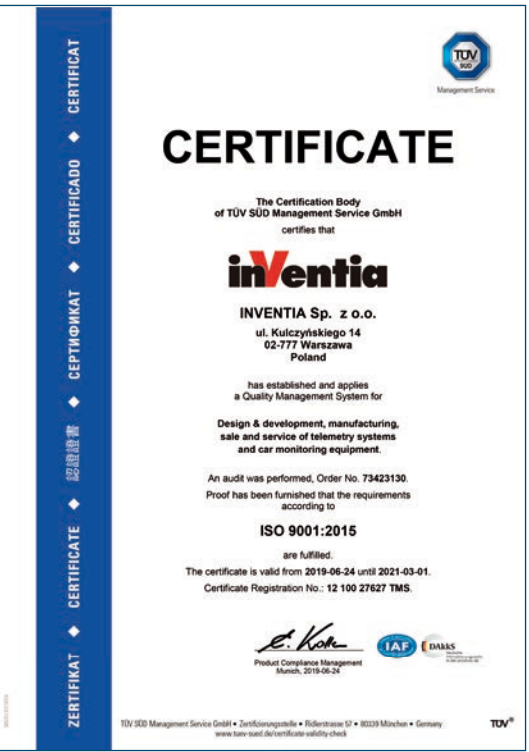 TÜV
SÜD
Management Service
CERTIFICATE
The Certification Body
of TÜV SÜD Management Service GmbH
certifies that
inVentia
INVENTIA Sp. z o.o.
ul. Kulczyńskiego 14
02-777 Warszawa
Poland
has established and applies
a Quality Management System for
Design & development, manufacturing,
sale and service of telemetry systems
and car monitoring equipment.
An audit was performed, Order No. 73423130.
Proof has been furnished that the requirements
according to
ISO 9001:2015
are fulfilled.
The certificate is valid from 2019-06-24 until 2021-03-01.
Certificate Registration No.: 12 100 27627 TMS.
Product Compliance Management
Munich, 2019-06-24
IAF
DAkkS
TÜV SÜD Management Service GmbH • Zertifizierungsstelle • Ridlerstrasse 57 • 80339 München • Germany
www.tuev-sued.de/certificate-validity-check
TÜV®
ZERTIFIKAT ◆ CERTIFICATE ◆ 認證證書 ◆ СЕРТИФИКАТ ◆ CERTIFICADO ◆ CERTIFICAT